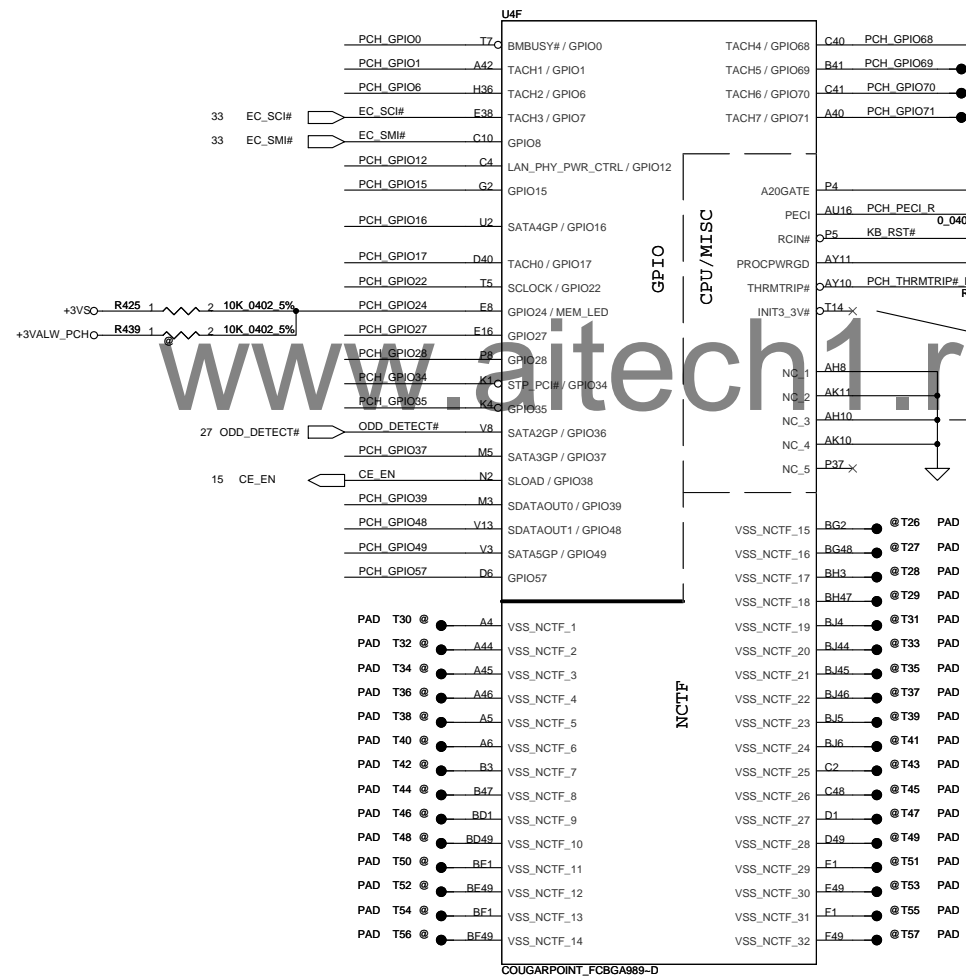 U4F
PCH_GPIO0 T7 BMBUSY# / GPIO0 TACH4 / GPIO68 C40 PCH_GPIO68
PCH_GPIO1 A42 TACH1 / GPIO1 TACH5 / GPIO69 B41 PCH_GPIO69
PCH_GPIO6 H36 TACH2 / GPIO6 TACH6 / GPIO70 C41 PCH_GPIO70
33 EC_SCI# EC_SCI# E38 TACH3 / GPIO7 TACH7 / GPIO71 A40 PCH_GPIO71
33 EC_SMI# EC_SMI# C10 GPIO8
PCH_GPIO12 C4 LAN_PHY_PWR_CTRL / GPIO12
PCH_GPIO15 G2 GPIO15 A20GATE P4
PECI AU16 PCH_PECI_R
PCH_GPIO16 U2 SATA4GP / GPIO16 0_040
RCIN# P5 KB_RST#
PCH_GPIO17 D40 TACH0 / GPIO17 PROCPWRGD AY11
PCH_GPIO22 T5 SCLOCK / GPIO22 THRMTRIP# AY10 PCH_THRMTRIP#_
+3VS R425 1 2 10K_0402_5% PCH_GPIO24 E8 GPIO24 / MEM_LED INIT3_3V# T14
+3VALW_PCH R439 1 2 10K_0402_5% PCH_GPIO27 E16 GPIO27
@
PCH_GPIO28 P8 GPIO28
PCH_GPIO34 K1 STP_PCI# / GPIO34 NC_1 AH8
PCH_GPIO35 K4 GPIO35 NC_2 AK11
27 ODD_DETECT# ODD_DETECT# V8 SATA2GP / GPIO36 NC_3 AH10
PCH_GPIO37 M5 SATA3GP / GPIO37 NC_4 AK10
15 CE_EN CE_EN N2 SLOAD / GPIO38 NC_5 P37
PCH_GPIO39 M3 SDATAOUT0 / GPIO39
PCH_GPIO48 V13 SDATAOUT1 / GPIO48 VSS_NCTF_15 BG2 @T26 PAD
PCH_GPIO49 V3 SATA5GP / GPIO49 VSS_NCTF_16 BG48 @T27 PAD
PCH_GPIO57 D6 GPIO57 VSS_NCTF_17 BH3 @T28 PAD
VSS_NCTF_18 BH47 @T29 PAD
PAD T30 @ A4 VSS_NCTF_1 VSS_NCTF_19 BJ4 @T31 PAD
PAD T32 @ A44 VSS_NCTF_2 VSS_NCTF_20 BJ44 @T33 PAD
PAD T34 @ A45 VSS_NCTF_3 VSS_NCTF_21 BJ45 @T35 PAD
PAD T36 @ A46 VSS_NCTF_4 VSS_NCTF_22 BJ46 @T37 PAD
PAD T38 @ A5 VSS_NCTF_5 VSS_NCTF_23 BJ5 @T39 PAD
PAD T40 @ A6 VSS_NCTF_6 VSS_NCTF_24 BJ6 @T41 PAD
PAD T42 @ B3 VSS_NCTF_7 VSS_NCTF_25 C2 @T43 PAD
PAD T44 @ B47 VSS_NCTF_8 VSS_NCTF_26 C48 @T45 PAD
PAD T46 @ BD1 VSS_NCTF_9 VSS_NCTF_27 D1 @T47 PAD
PAD T48 @ BD49 VSS_NCTF_10 VSS_NCTF_28 D49 @T49 PAD
PAD T50 @ BE1 VSS_NCTF_11 VSS_NCTF_29 E1 @T51 PAD
PAD T52 @ BE49 VSS_NCTF_12 VSS_NCTF_30 E49 @T53 PAD
PAD T54 @ BF1 VSS_NCTF_13 VSS_NCTF_31 F1 @T55 PAD
PAD T56 @ BF49 VSS_NCTF_14 VSS_NCTF_32 F49 @T57 PAD
GPIO
CPU/MISC
NCTF
COUGARPOINT_FCBGA989~D
www.aitech1.r